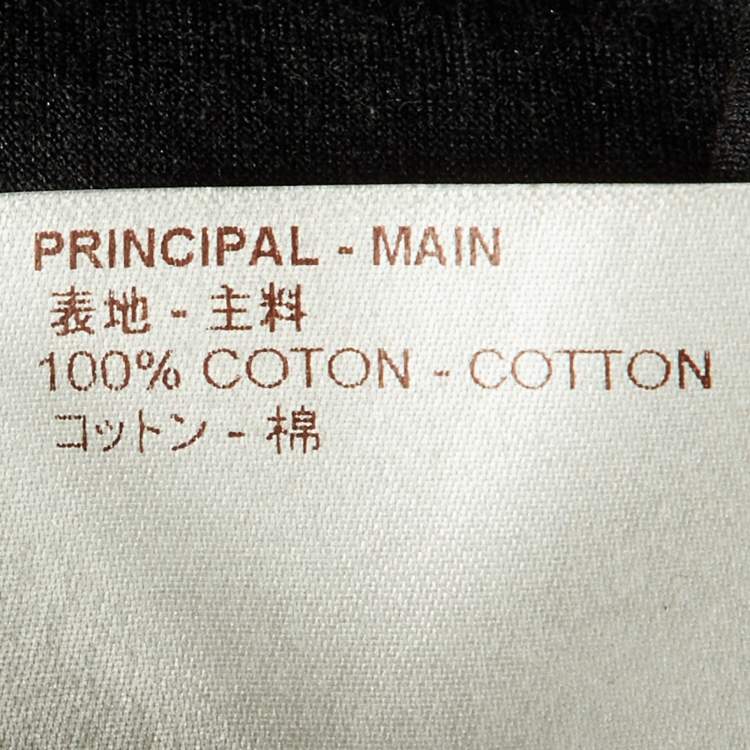 PRINCIPAL - MAIN
表地 - 主料
100% COTON - COTTON
コットン - 棉